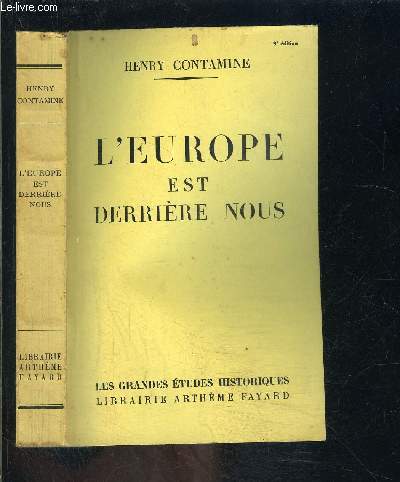 HENRY
CONTAMINE
L'EUROPE
EST
DERRIÈRE
NOUS
LIBRAIRIE
ARTHÈME
FAYARD
HENRY CONTAMINE
L'EUROPE
EST
DERRIÈRE NOUS
LES GRANDES ÉTUDES HISTORIQUES
LIBRAIRIE ARTHÈME FAYARD
le-livre.com